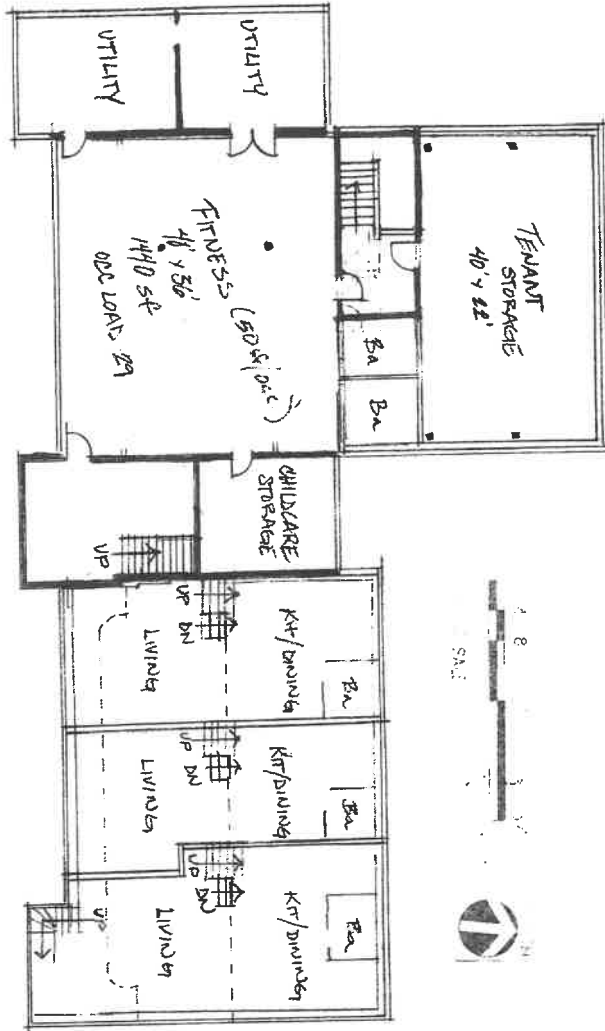 UTILITY
UTILITY
FITNESS (50 sf/occ)
40' x 36'
1440 sf
OCC LOAD 29
TENANT
STORAGE
40' x 22'
Ba
Ba
CHILDCARE
STORAGE
UP
UP
DN
LIVING
KIT/DINING
Ba
UP
DN
LIVING
KIT/DINING
Ba
UP
DN
LIVING
KIT/DINING
Ba
UP
8
N